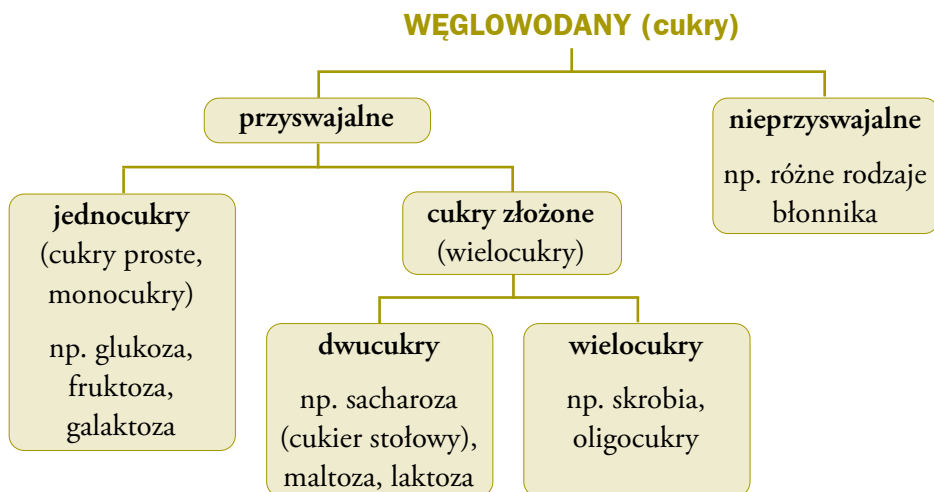 WĘGLOWODANY (cukry)
przyswajalne
nieprzyswajalne
np. różne rodzaje
błonnika
jednocukry
(cukry proste,
monocukry)
np. glukoza,
fruktoza,
galaktoza
cukry złożone
(wielocukry)
dwucukry
np. sacharoza
(cukier stołowy),
maltoza, laktoza
wielocukry
np. skrobia,
oligocukry